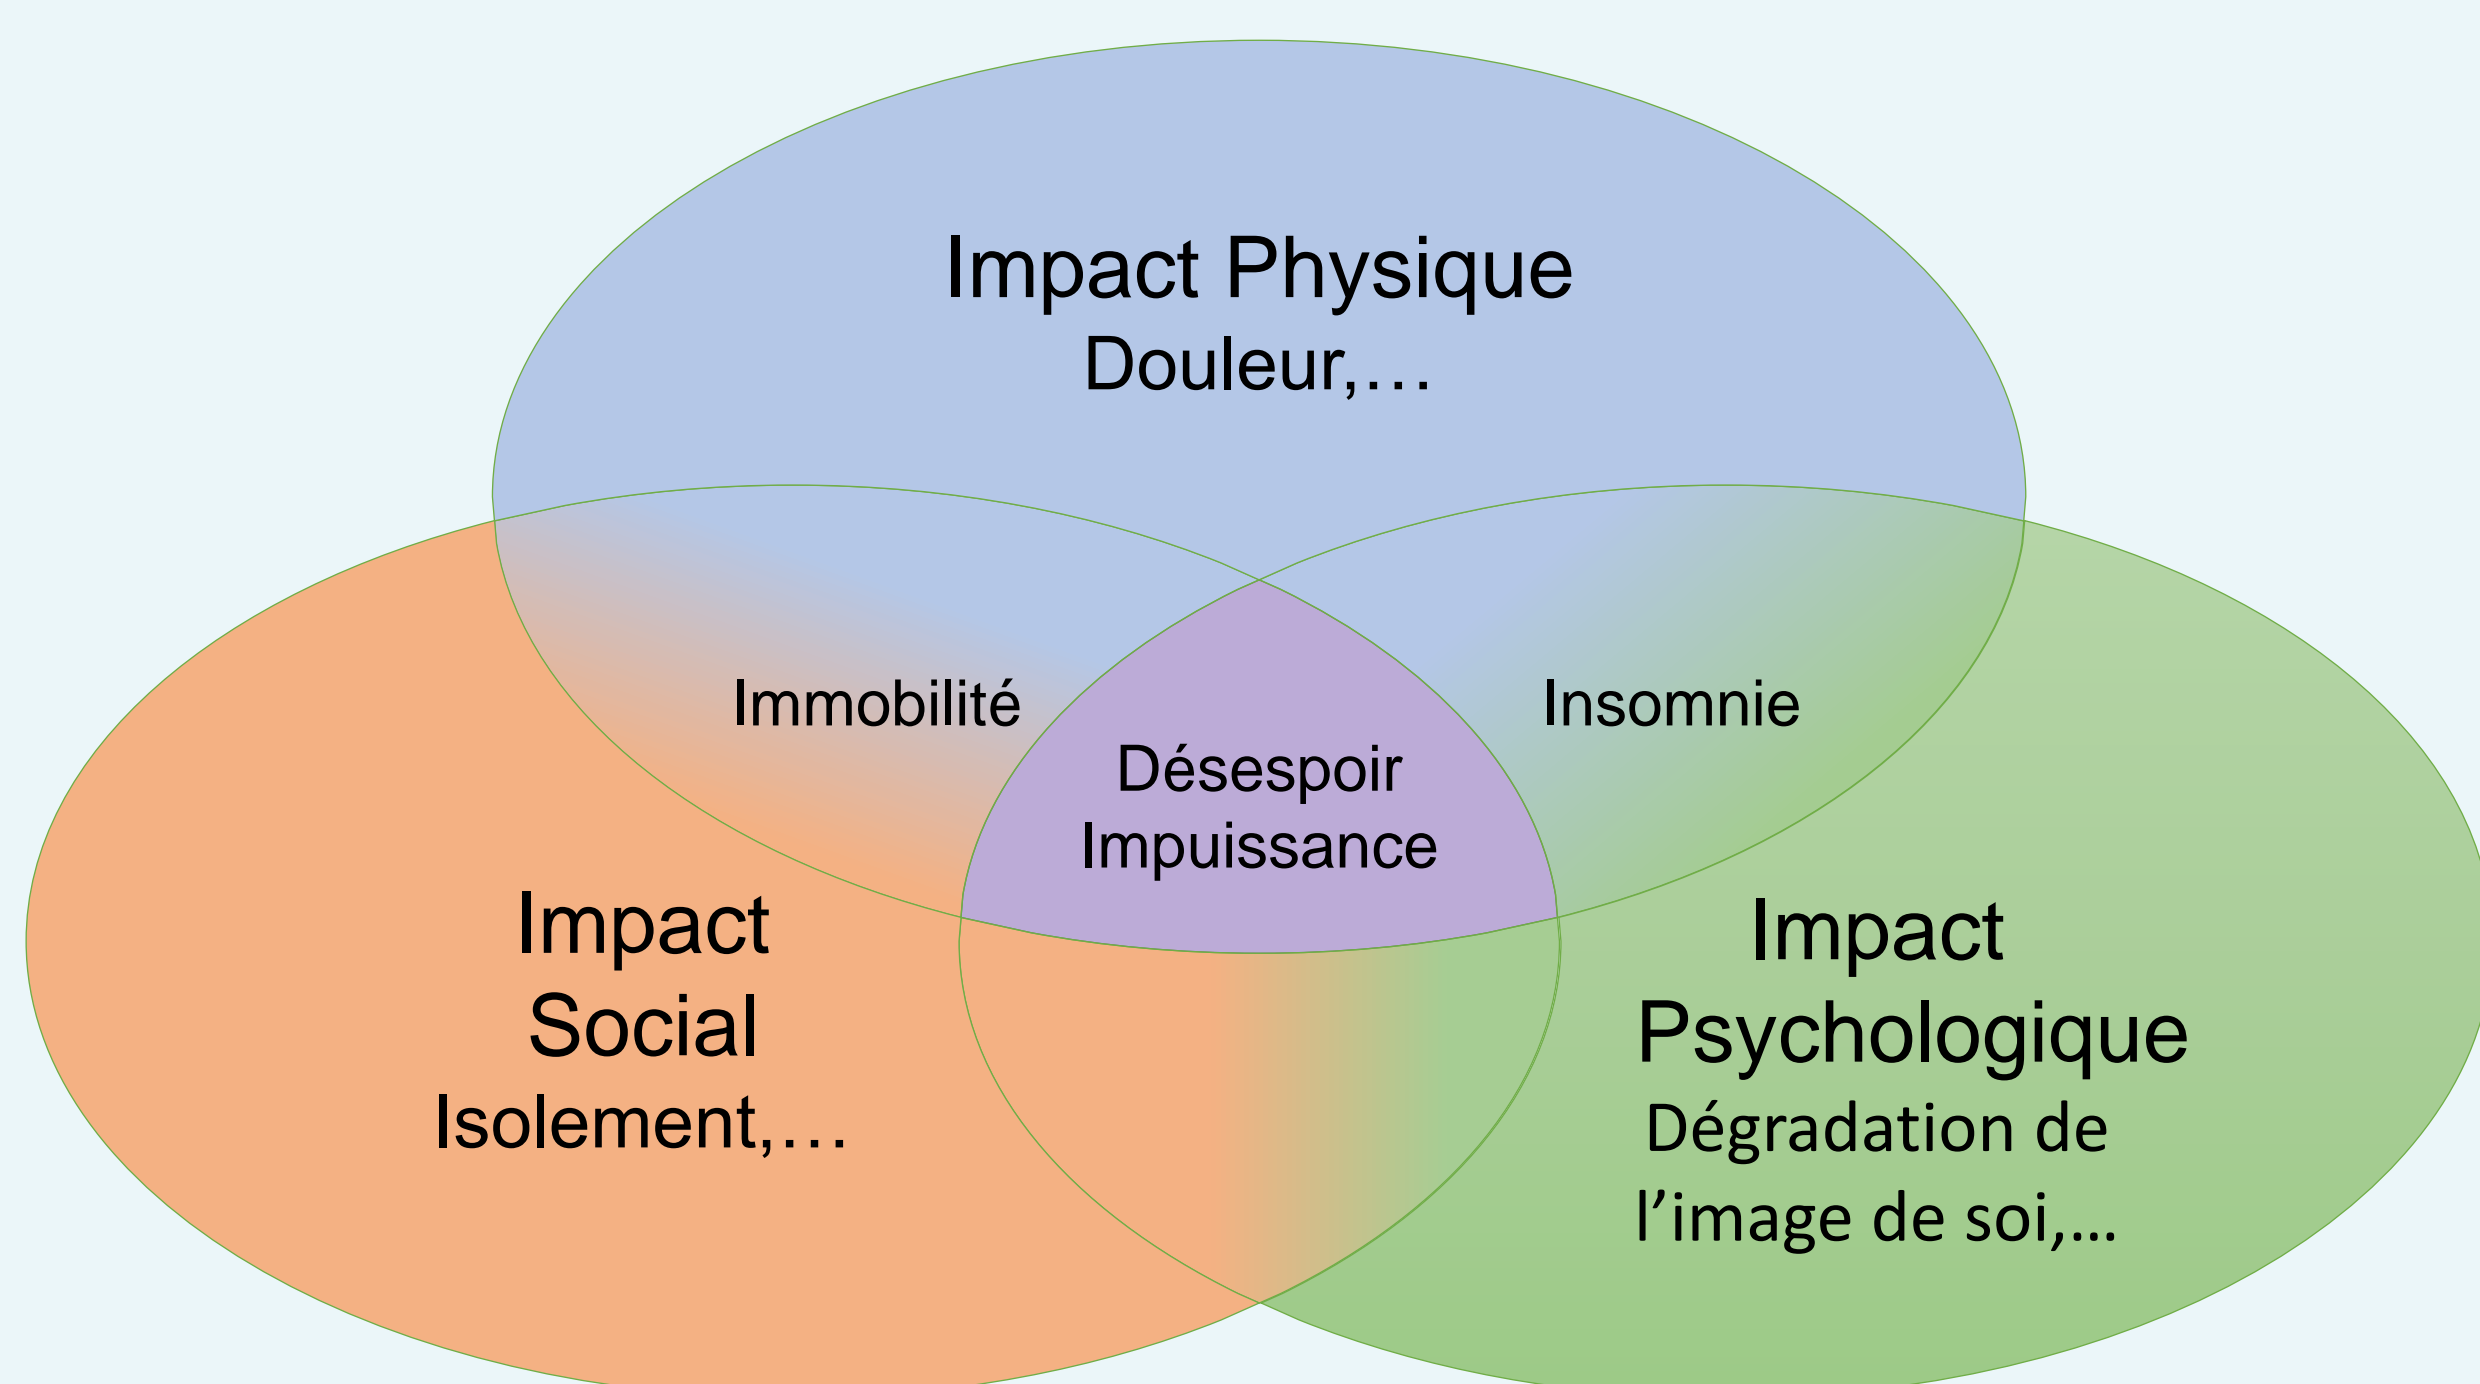 Impact Physique
Douleur,…
Immobilité
Insomnie
Désespoir
Impuissance
Impact
Social
Isolement,…
Impact
Psychologique
Dégradation de
l’image de soi,…